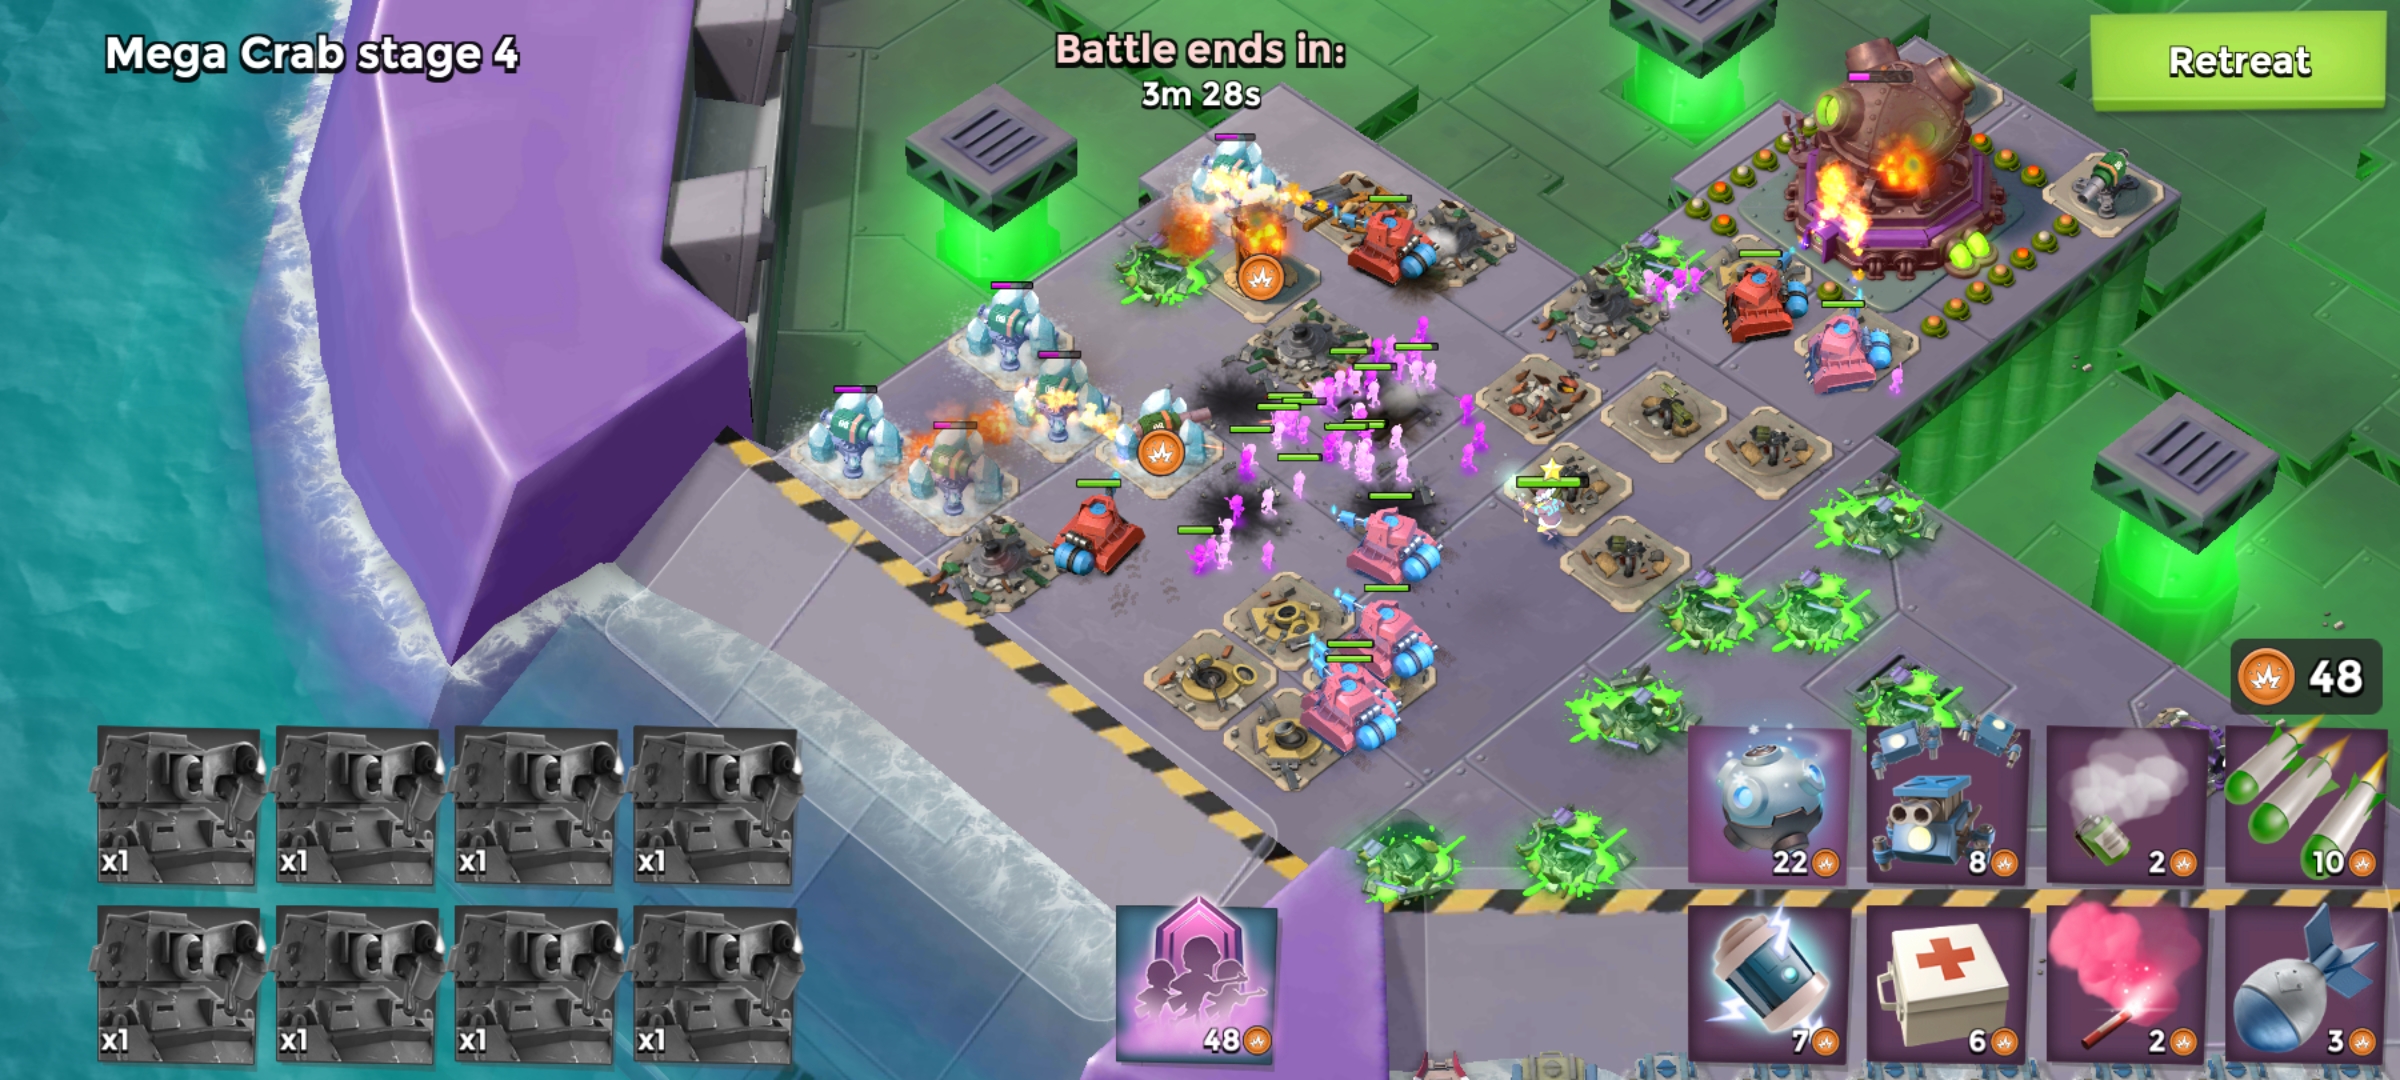 Mega Crab stage 4
Battle ends in:
3m 28s
Retreat
48
22
8
2
10
x1
x1
x1
x1
x1
x1
x1
x1
48
7
6
2
3